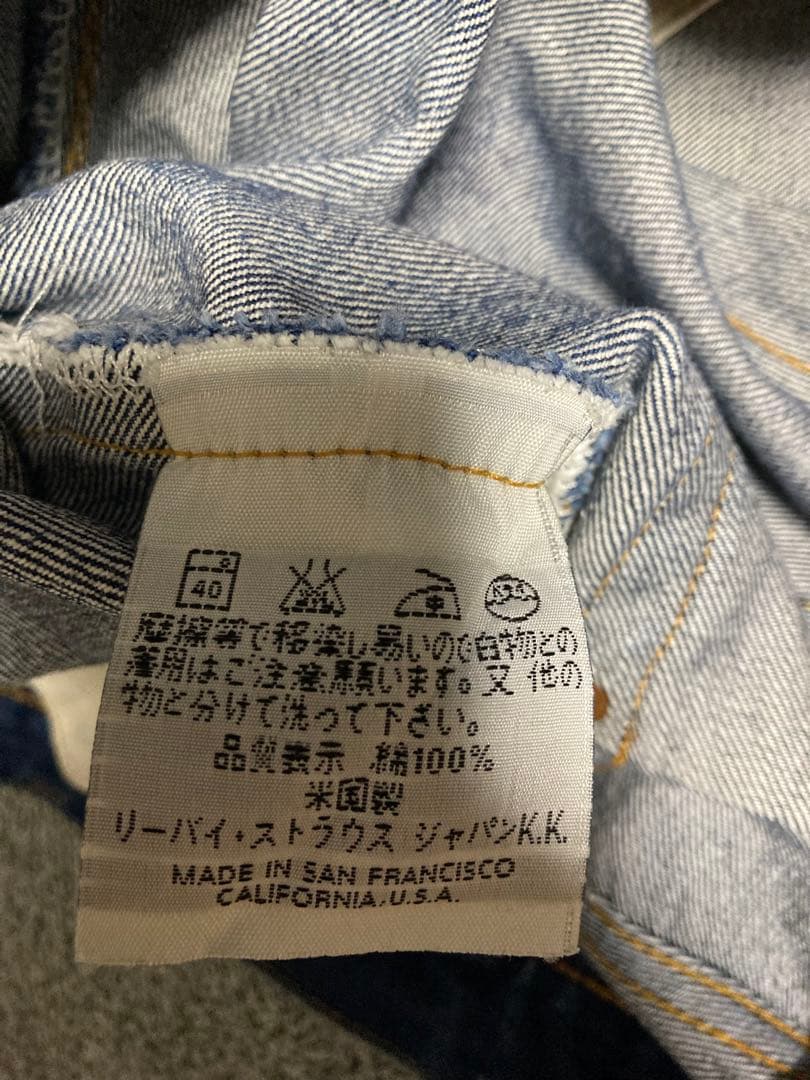 40
摩擦等で移染し易いので白物との
着用はご注意願います。又 他の
物と分けて洗って下さい。
品質表示 綿100%
米国製
リーバイ・ストラウス ジャパンK.K.
MADE IN SAN FRANCISCO
CALIFORNIA, U.S.A.